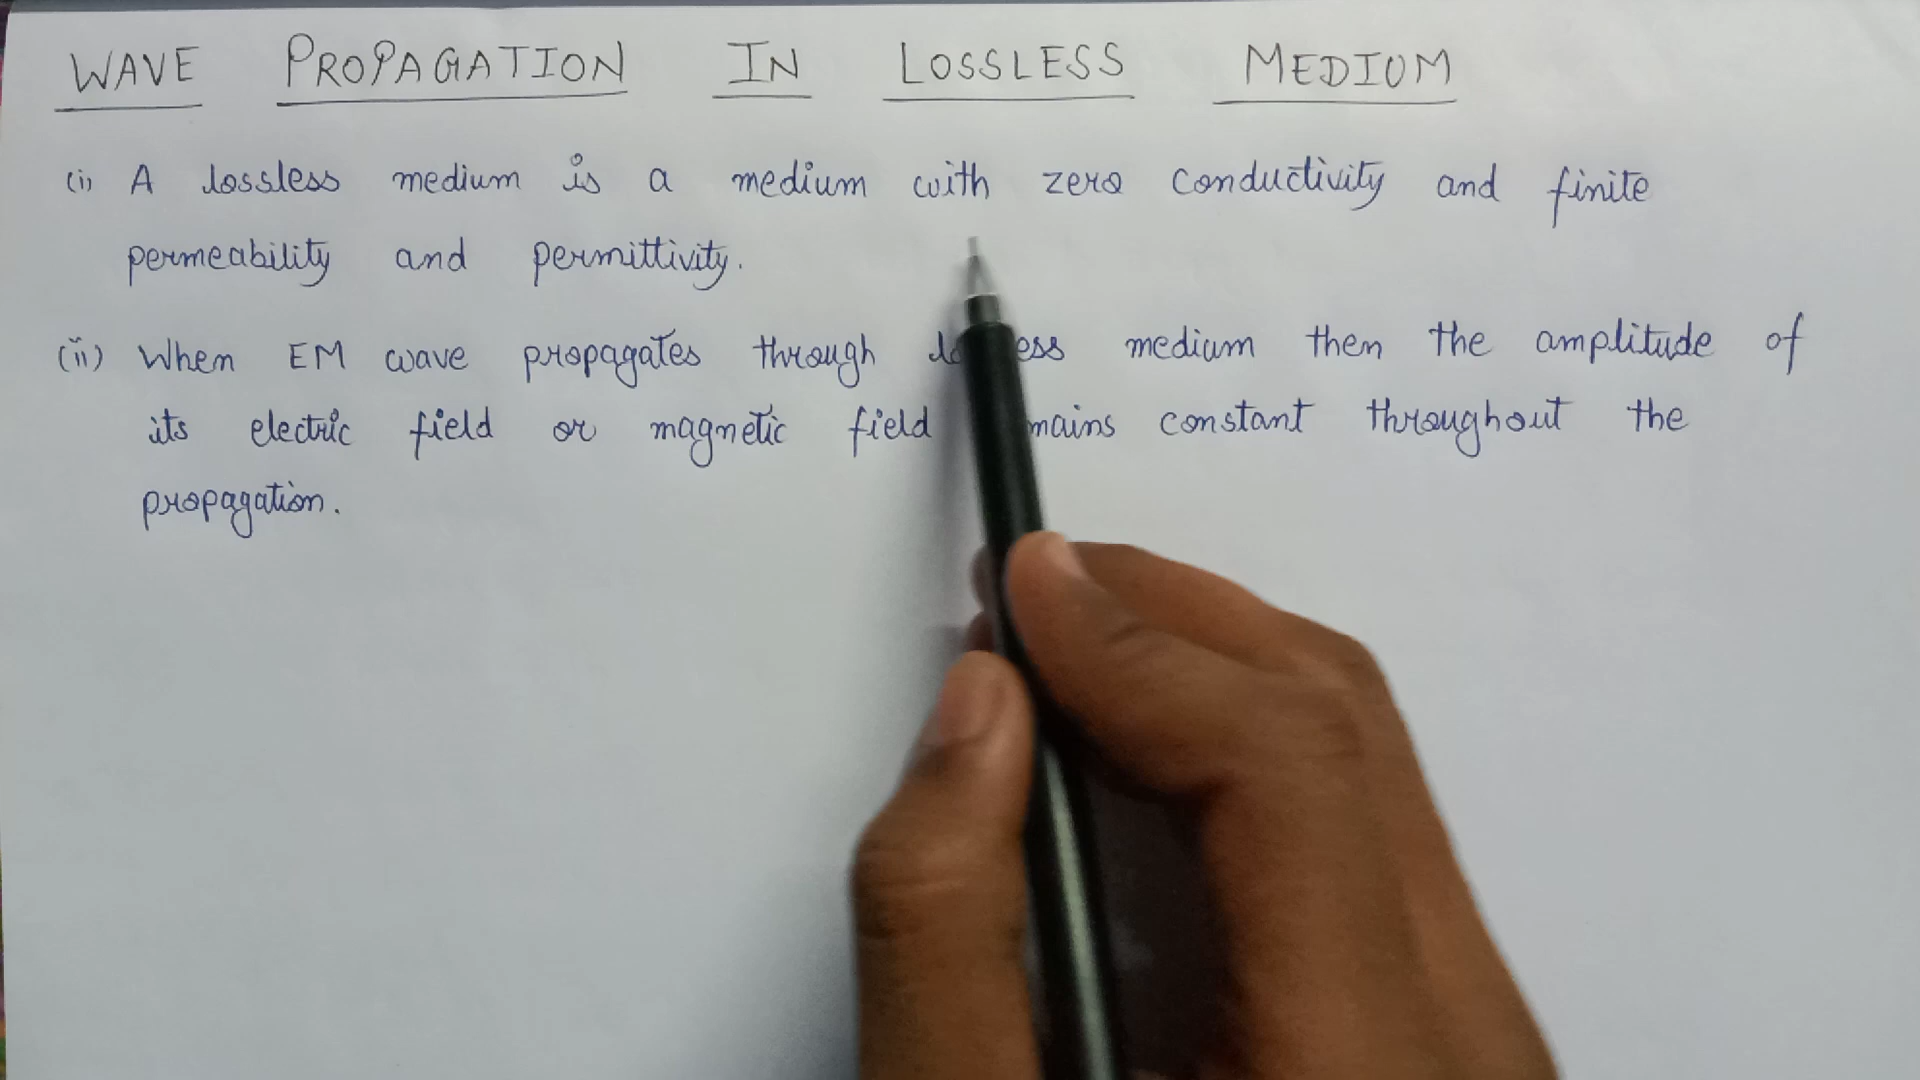 WAVE PROPAGATION IN LOSSLESS MEDIUM
(i) A lossless medium is a medium with zero conductivity and finite
permeability and permittivity.
(ii) When EM wave propagates through medium then the amplitude of
its electric field or magnetic field constant throughout the
propagation.